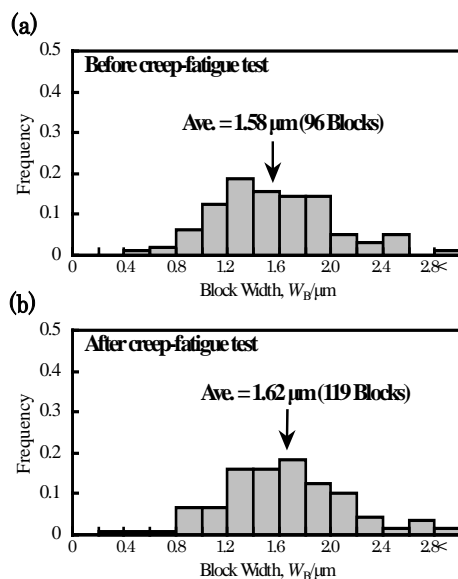 (a)
0.5
Before creep-fatigue test
0.4
Ave. = 1.58 μm (96 Blocks)
0.3
Frequency
0.2
0.1
0
0 0.4 0.8 1.2 1.6 2.0 2.4 2.8<
Block Width, WB/μm
(b)
0.5
After creep-fatigue test
0.4
Ave. = 1.62 μm (119 Blocks)
0.3
Frequency
0.2
0.1
0
0 0.4 0.8 1.2 1.6 2.0 2.4 2.8<
Block Width, WB/μm